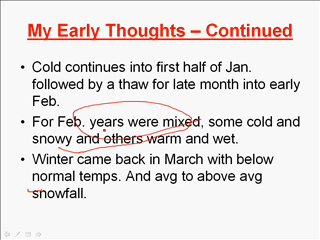 My Early Thoughts – Continued
• Cold continues into first half of Jan.
followed by a thaw for late month into early
Feb.
• For Feb. years were mixed, some cold and
snowy and others warm and wet.
• Winter came back in March with below
normal temps. And avg to above avg
snowfall.